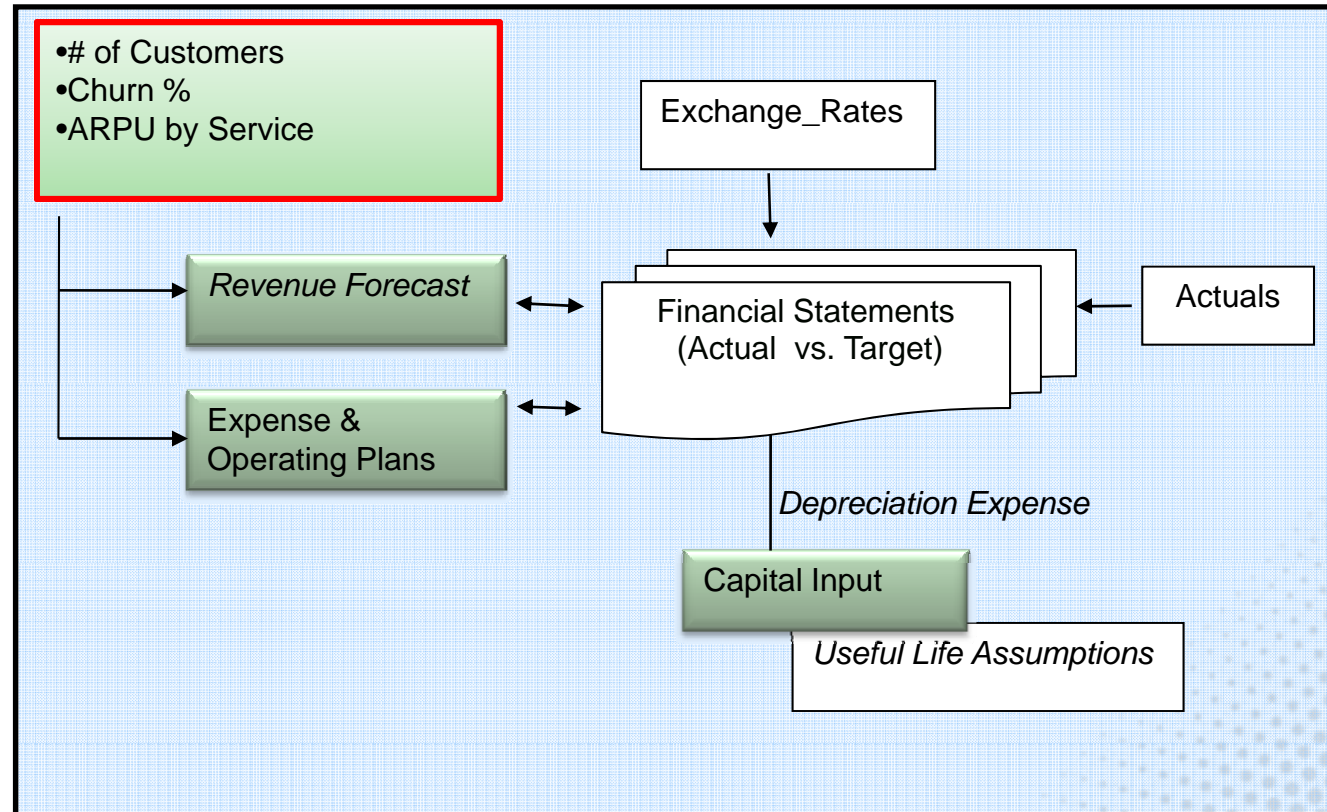 •# of Customers
•Churn %
•ARPU by Service
Exchange_Rates
Revenue Forecast
Financial Statements
(Actual vs. Target)
Actuals
Expense &
Operating Plans
Depreciation Expense
Capital Input
Useful Life Assumptions